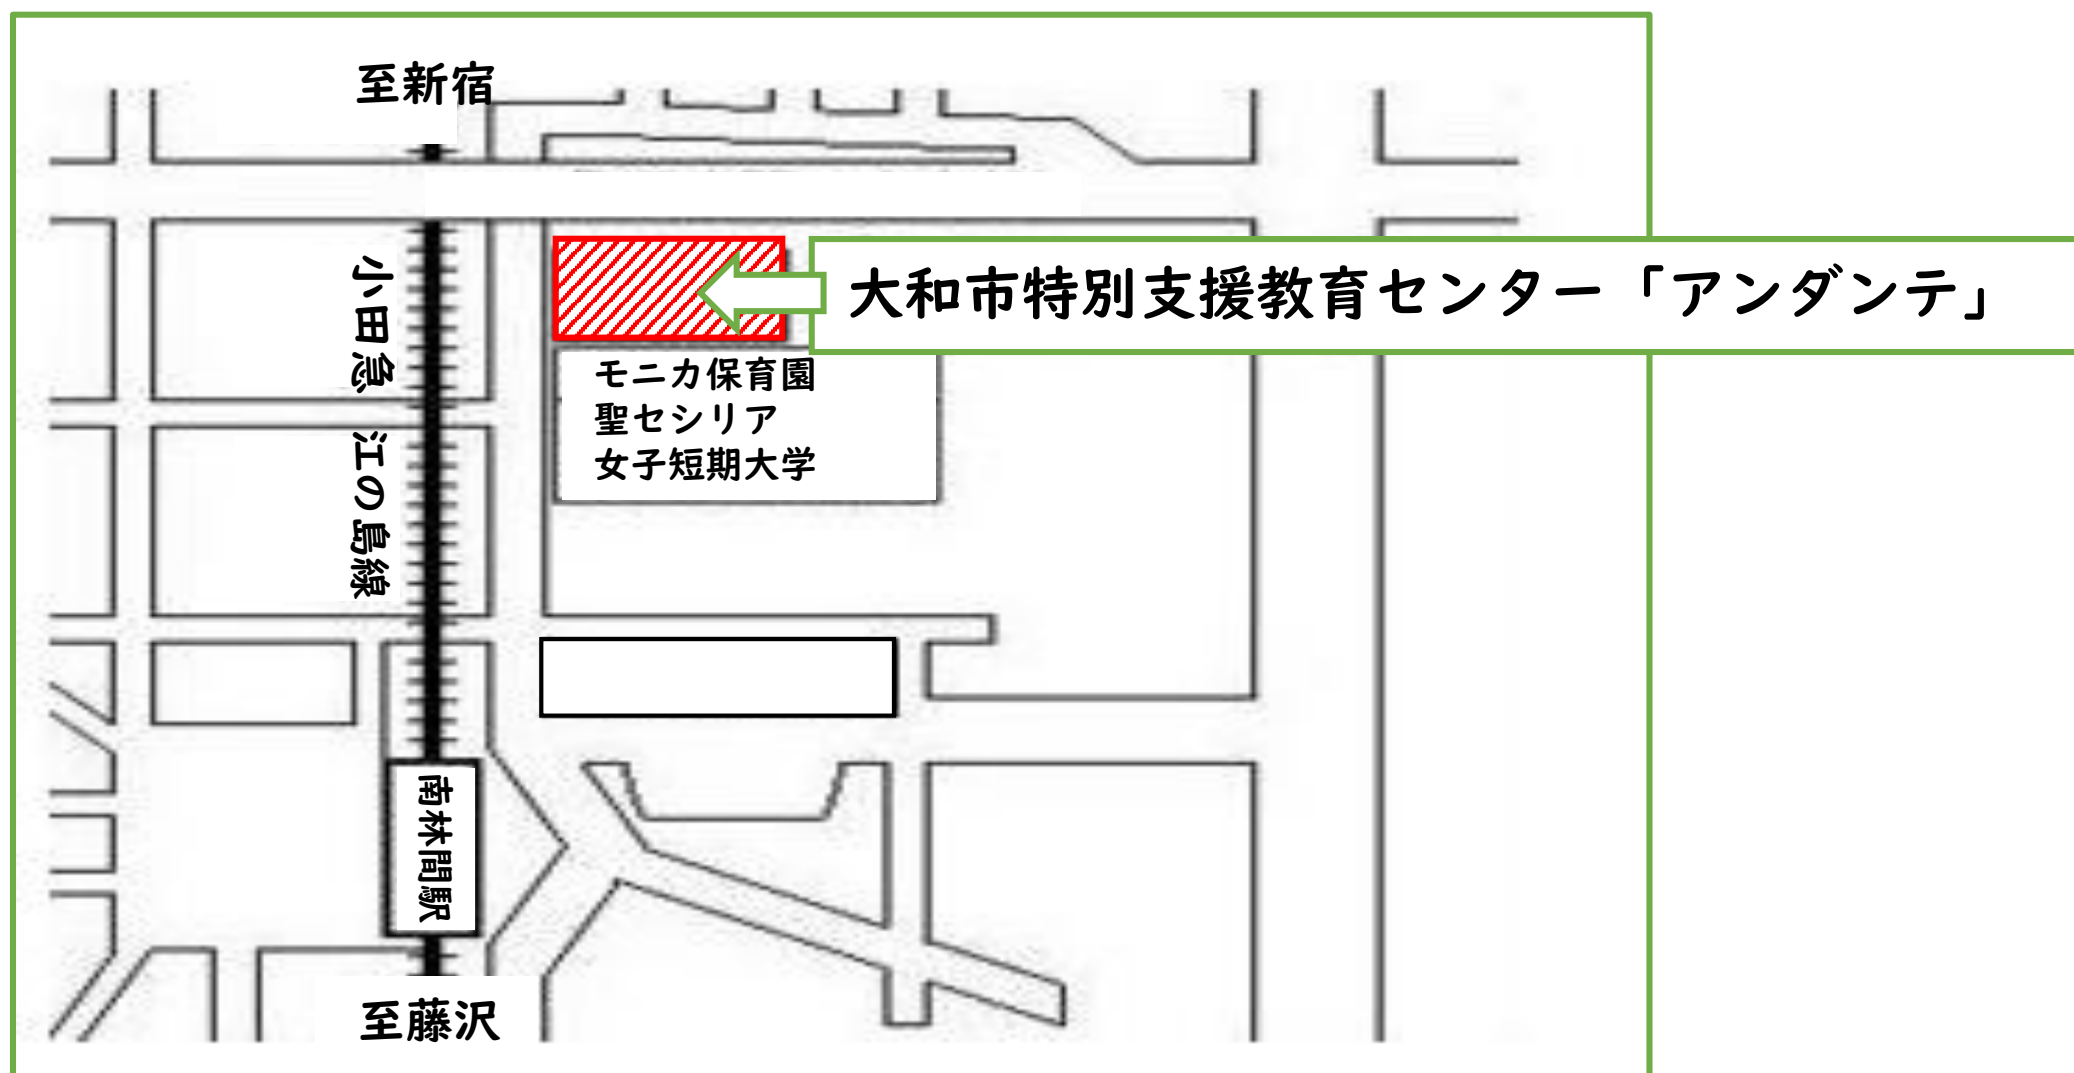 至新宿
小田急 江の島線
大和市特別支援教育センター「アンダンテ」
モニカ保育園
聖セシリア
女子短期大学
南林間駅
至藤沢